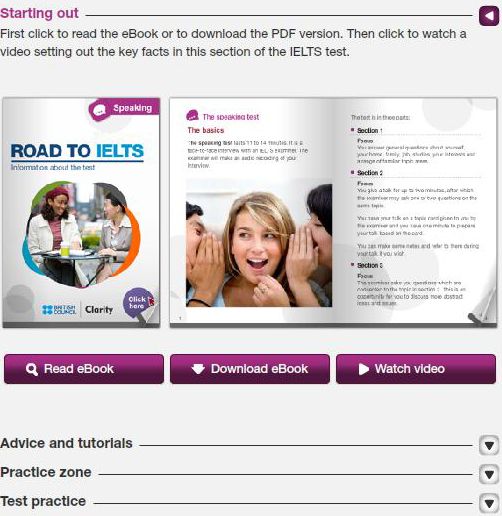 Starting out
First click to read the eBook or to download the PDF version. Then click to watch a
video setting out the key facts in this section of the IELTS test.
Speaking
ROAD TO IELTS
Information about the test
BRITISH
COUNCIL
Clarity
Click
here
The speaking test
The basics
The speaking test lasts 11 to 14 minutes. It is a
face-to-face interview with an IELTS examiner. The
examiner will make an audio recording of your
interview.
1
The test is in three parts:
Section 1
Focus
You answer general questions about yourself,
your home, family, job, studies, your interests and
a range of familiar topic areas.
Section 2
Focus
You give a talk for up to two minutes, after which
the examiner may ask one or two questions on the
same topic.
You base your talk on a topic card given to you by
the examiner and you have one minute to prepare
your talk based on the card.
You can make some notes and refer to them during
your talk if you wish.
Section 3
Focus
The examiner asks you questions which are
connected to the topic in section 2. This is an
opportunity for you to discuss more abstract
ideas and issues.
Read eBook
Download eBook
Watch video
Advice and tutorials
Practice zone
Test practice